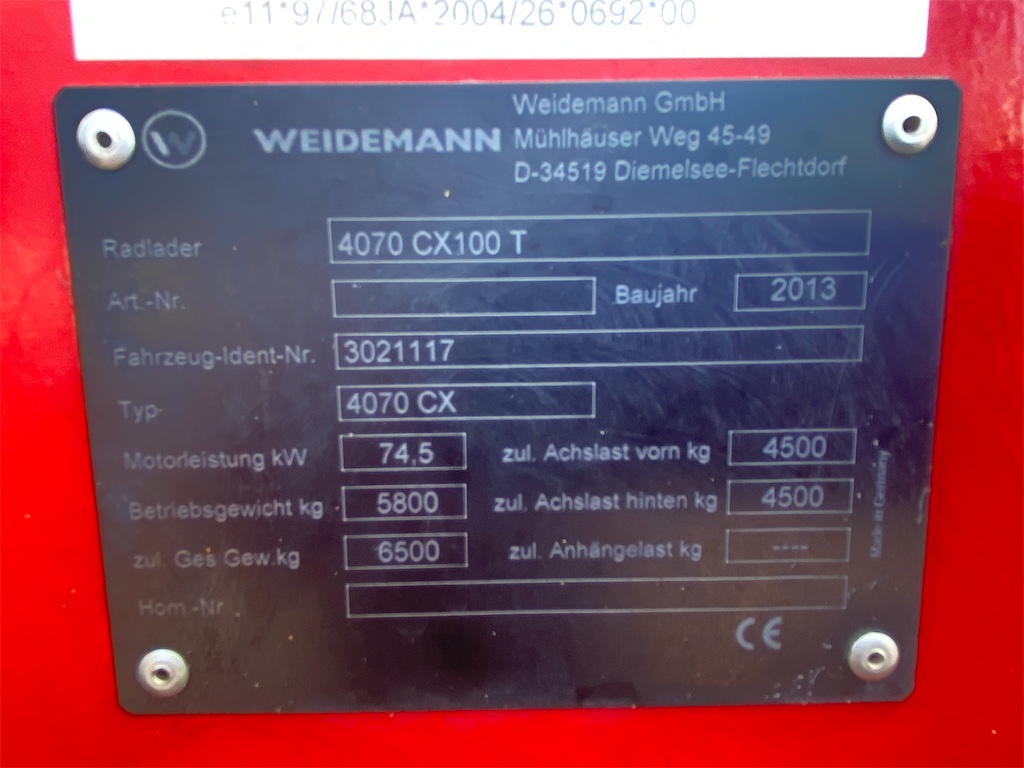 e11*97/68JA*2004/26*0692*00
W WEIDEMANN
Weidemann GmbH
Mühlhäuser Weg 45-49
D-34519 Diemelsee-Flechtdorf
Radlader 4070 CX100 T
Art.-Nr. Baujahr 2013
Fahrzeug-Ident-Nr. 3021117
Typ 4070 CX
Motorleistung kW 74,5 zul. Achslast vorn kg 4500
Betriebsgewicht kg 5800 zul. Achslast hinten kg 4500
zul. Ges Gew.kg 6500 zul. Anhängelast kg ----
Hom.-Nr
Made in Germany
CE